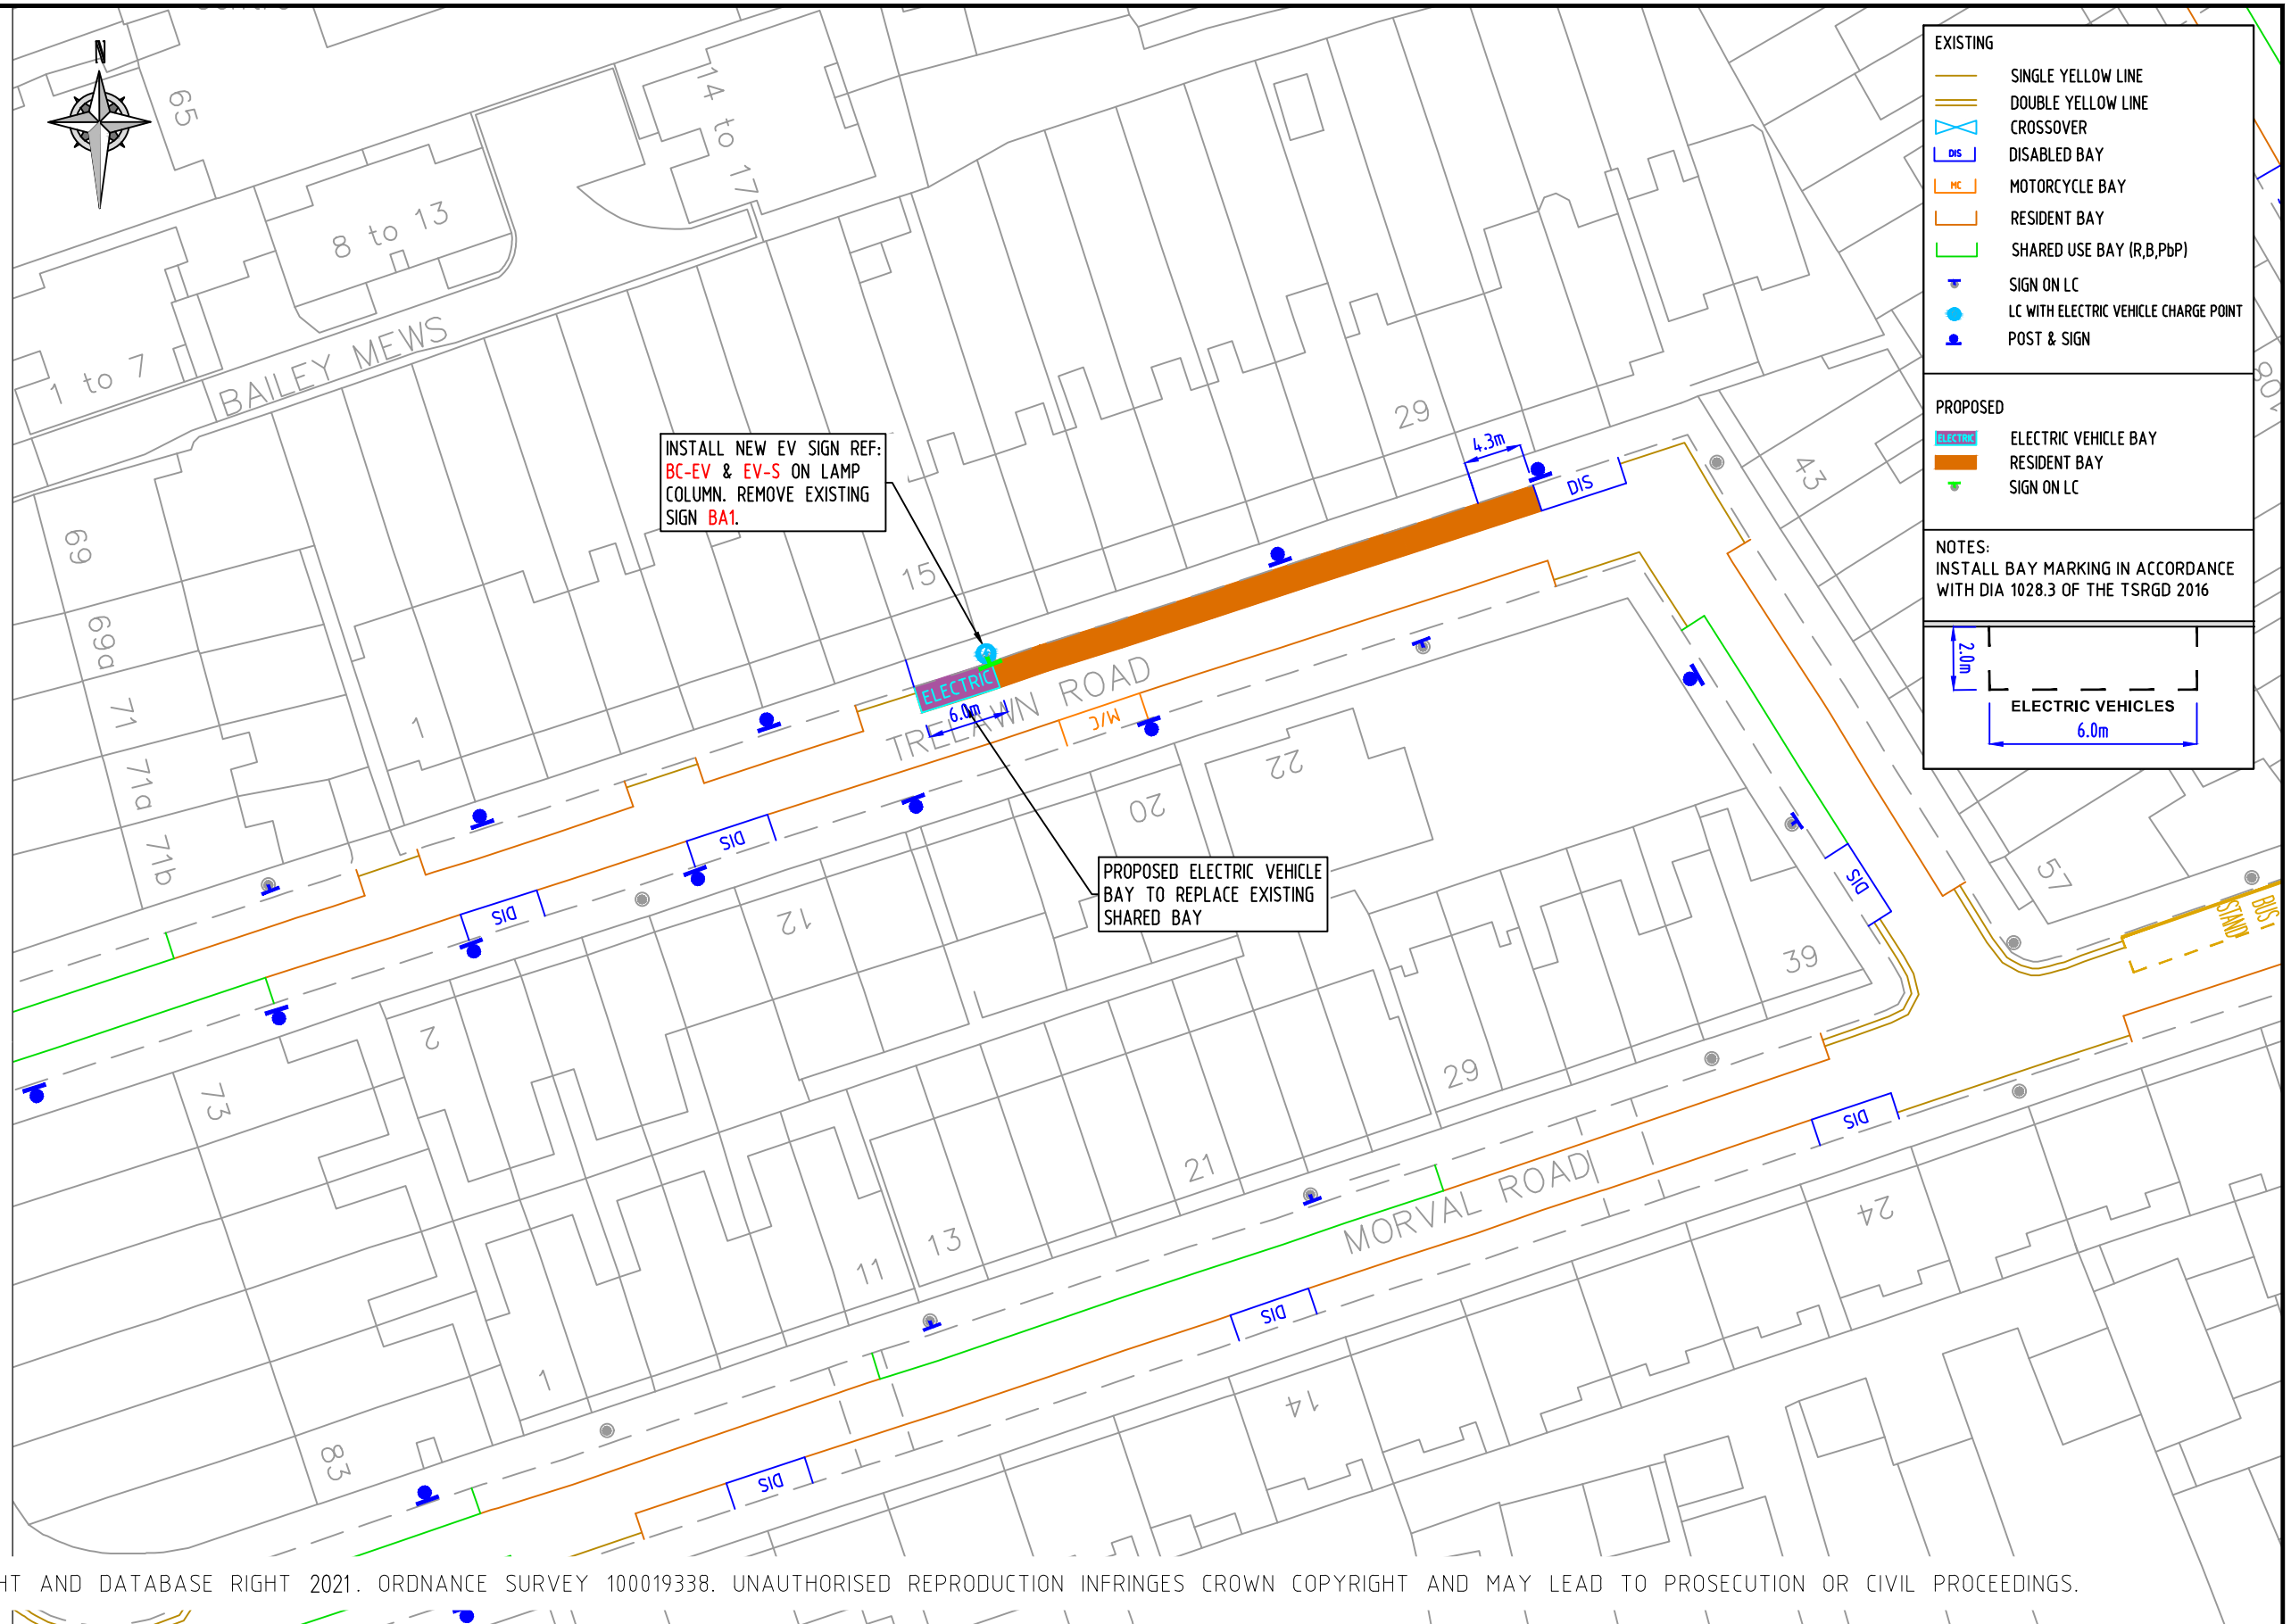 N
65
14 to 17
8 to 13
1 to 7
BAILEY MEWS
69
69a
71
71a
71b
1
15
29
43
INSTALL NEW EV SIGN REF:
BC-EV & EV-S ON LAMP
COLUMN. REMOVE EXISTING
SIGN BA1.
4.3m
DIS
ELECTRIC
6.0m
TRELAWN ROAD
M/C
22
20
DIS
DIS
12
2
73
PROPOSED ELECTRIC VEHICLE
BAY TO REPLACE EXISTING
SHARED BAY
DIS
57
BUS
STAND
39
29
21
13
11
1
83
MORVAL ROAD
DIS
24
DIS
14
DIS
EXISTING
SINGLE YELLOW LINE
DOUBLE YELLOW LINE
CROSSOVER
DIS DISABLED BAY
MC MOTORCYCLE BAY
RESIDENT BAY
SHARED USE BAY (R,B,PbP)
SIGN ON LC
LC WITH ELECTRIC VEHICLE CHARGE POINT
POST & SIGN
PROPOSED
ELECTRIC ELECTRIC VEHICLE BAY
RESIDENT BAY
SIGN ON LC
NOTES:
INSTALL BAY MARKING IN ACCORDANCE
WITH DIA 1028.3 OF THE TSRGD 2016
2.0m
ELECTRIC VEHICLES
6.0m
AND DATABASE RIGHT 2021. ORDNANCE SURVEY 100019338. UNAUTHORISED REPRODUCTION INFRINGES CROWN COPYRIGHT AND MAY LEAD TO PROSECUTION OR CIVIL PROCEEDINGS.